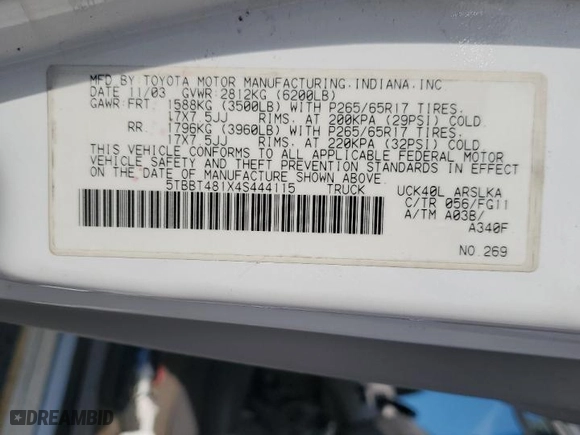 MFD BY TOYOTA MOTOR MANUFACTURING.INDIANA.INC
DATE 11/03 GVWR 2812KG (6200LB)
GAWR FRT. 1588KG (3500LB) WITH P265/65R17 TIRES.
17X7.5JJ RIMS. AT 200KPA (29PSI) COLD
RR. 1796KG (3960LB) WITH P265/65R17 TIRES.
17X7.5JJ RIMS. AT 220KPA (32PSI) COLD
THIS VEHICLE CONFORMS TO ALL APPLICABLE FEDERAL MOTOR
VEHICLE SAFETY AND THEFT PREVENTION STANDARDS IN EFFECT
ON THE DATE OF MANUFACTURE SHOWN ABOVE.
5TBBT481X4S444115 TRUCK UCK40L ARSLKA
C/TR 056/FG11
A/TM A03B/
A340F
NO 269
DREAMBID